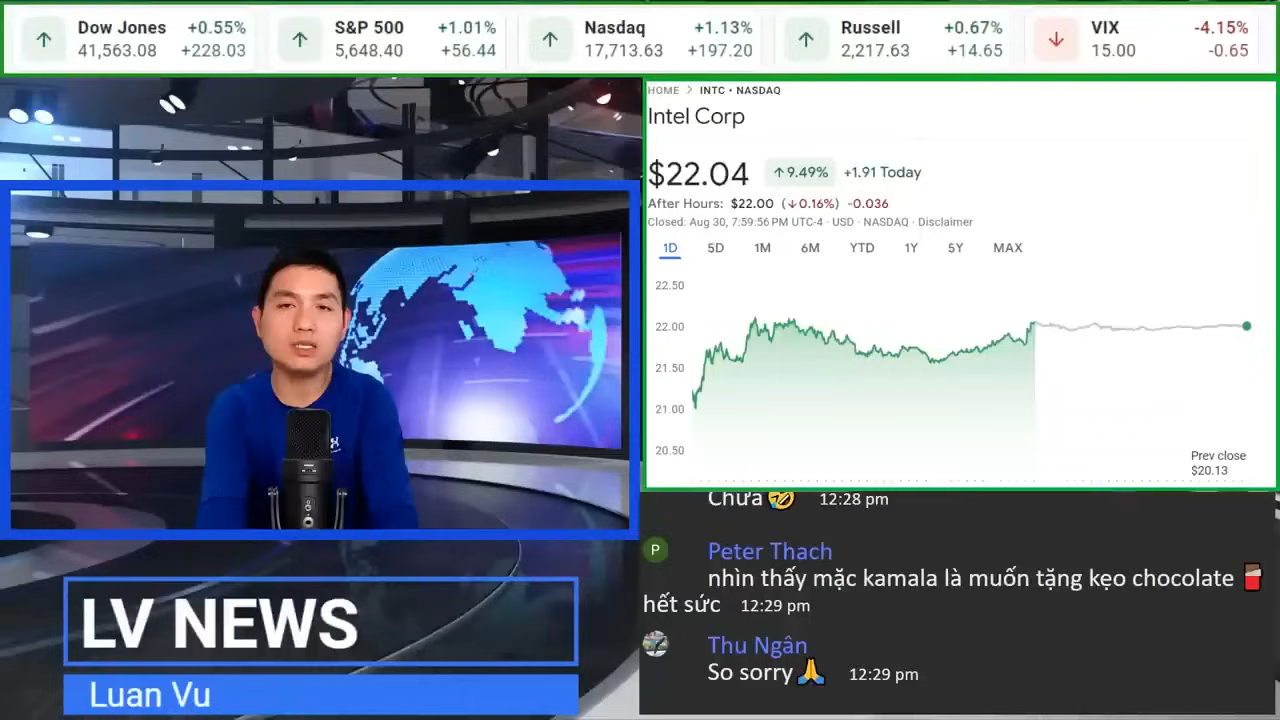 Dow Jones +0.55%
41,563.08 +228.03
S&P 500 +1.01%
5,648.40 +56.44
Nasdaq +1.13%
17,713.63 +197.20
Russell +0.67%
2,217.63 +14.65
VIX -4.15%
15.00 -0.65
HOME > INTC • NASDAQ
Intel Corp
$22.04 ↑9.49% +1.91 Today
After Hours: $22.00 (↓0.16%) -0.036
Closed: Aug 30, 7:59:56 PM UTC-4 · USD · NASDAQ · Disclaimer
1D 5D 1M 6M YTD 1Y 5Y MAX
22.50
22.00
21.50
21.00
20.50
Prev close
$20.13
Chưa🤣 12:28 pm
P Peter Thach
nhìn thấy mặc kamala là muốn tặng kẹo chocolate 🍫
hết sức 12:29 pm
Thu Ngân
So sorry🙏 12:29 pm
LV NEWS
Luan Vu